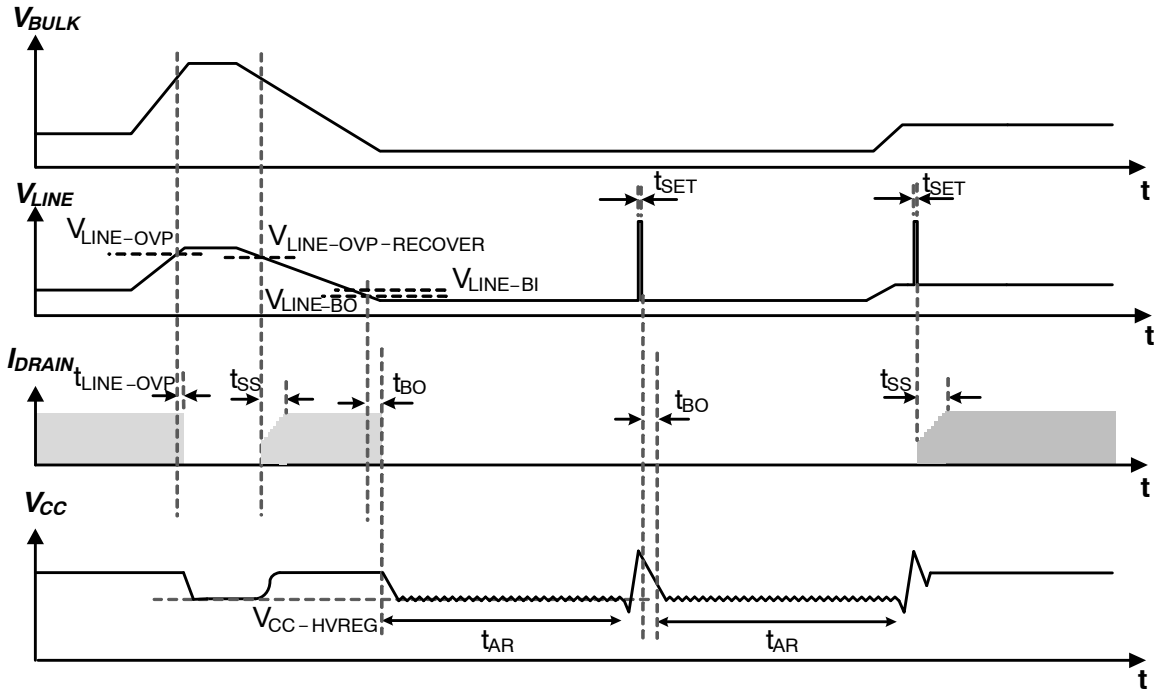 VBULK
t
VLINE
tSET
tSET
VLINE-OVP
VLINE-OVP-RECOVER
VLINE-BI
VLINE-BO
t
IDRAIN
tLINE-OVP
tSS
tBO
tBO
tSS
t
VCC
VCC-HVREG
tAR
tAR
t